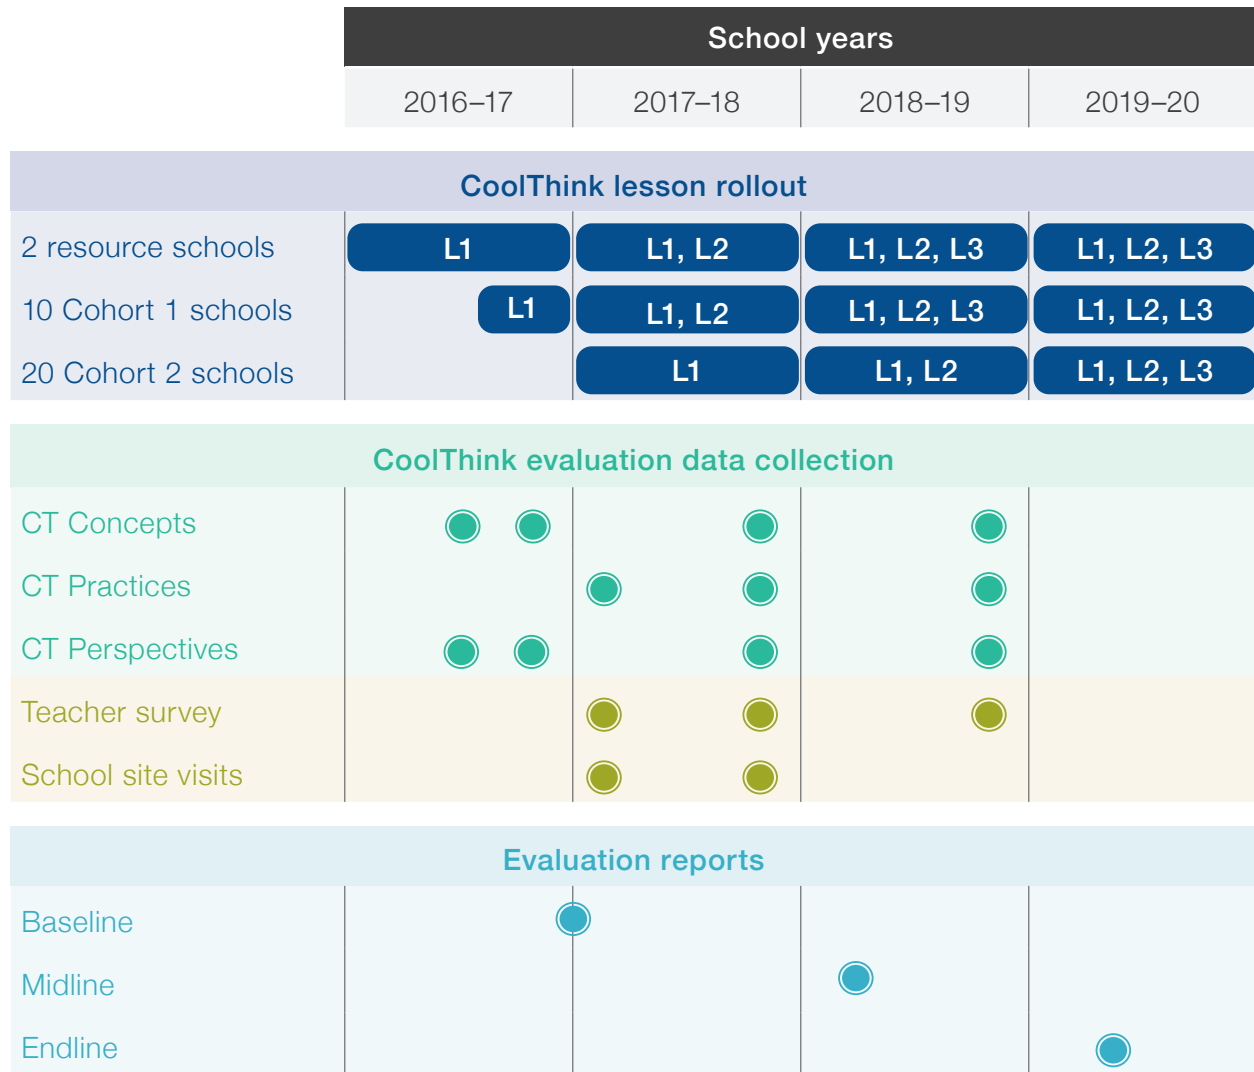 School years
2016–17 2017–18 2018–19 2019–20
CoolThink lesson rollout
2 resource schools L1 L1, L2 L1, L2, L3 L1, L2, L3
10 Cohort 1 schools L1 L1, L2 L1, L2, L3 L1, L2, L3
20 Cohort 2 schools L1 L1, L2 L1, L2, L3
CoolThink evaluation data collection
CT Concepts
CT Practices
CT Perspectives
Teacher survey
School site visits
Evaluation reports
Baseline
Midline
Endline